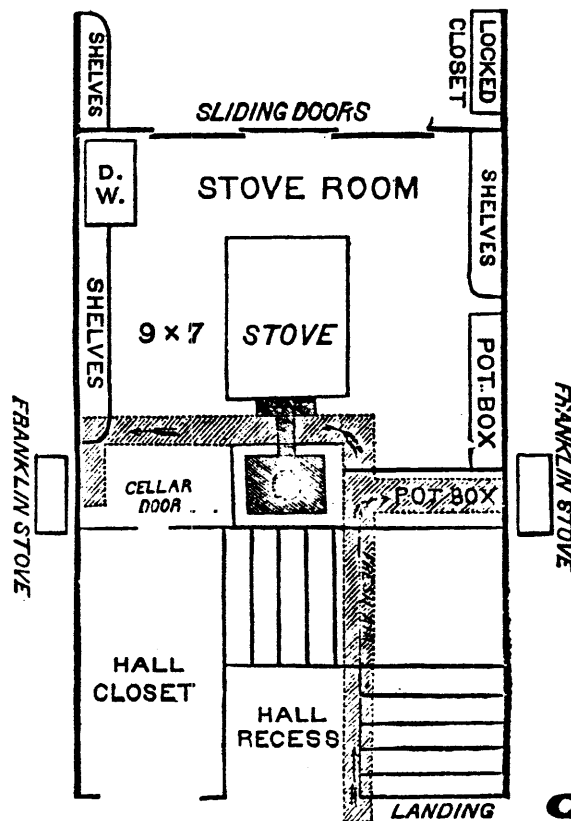 SHELVES
LOCKED
CLOSET
SLIDING DOORS
D.
W.
STOVE ROOM
SHELVES
SHELVES
9 × 7
STOVE
POT BOX
FRANKLIN STOVE
FRANKLIN STOVE
CELLAR
DOOR
POT BOX
HALL
CLOSET
HALL
RECESS
LANDING